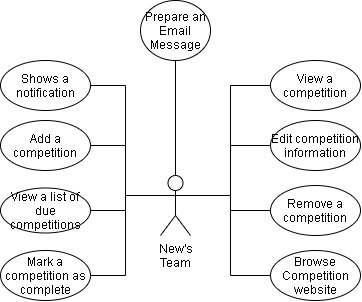 Prepare an
Email
Message
Shows a
notification
Add a
competition
View a list of
due
competitions
Mark a
competition as
complete
View a
competition
Edit competition
information
Remove a
competition
Browse
Competition
website
New's
Team